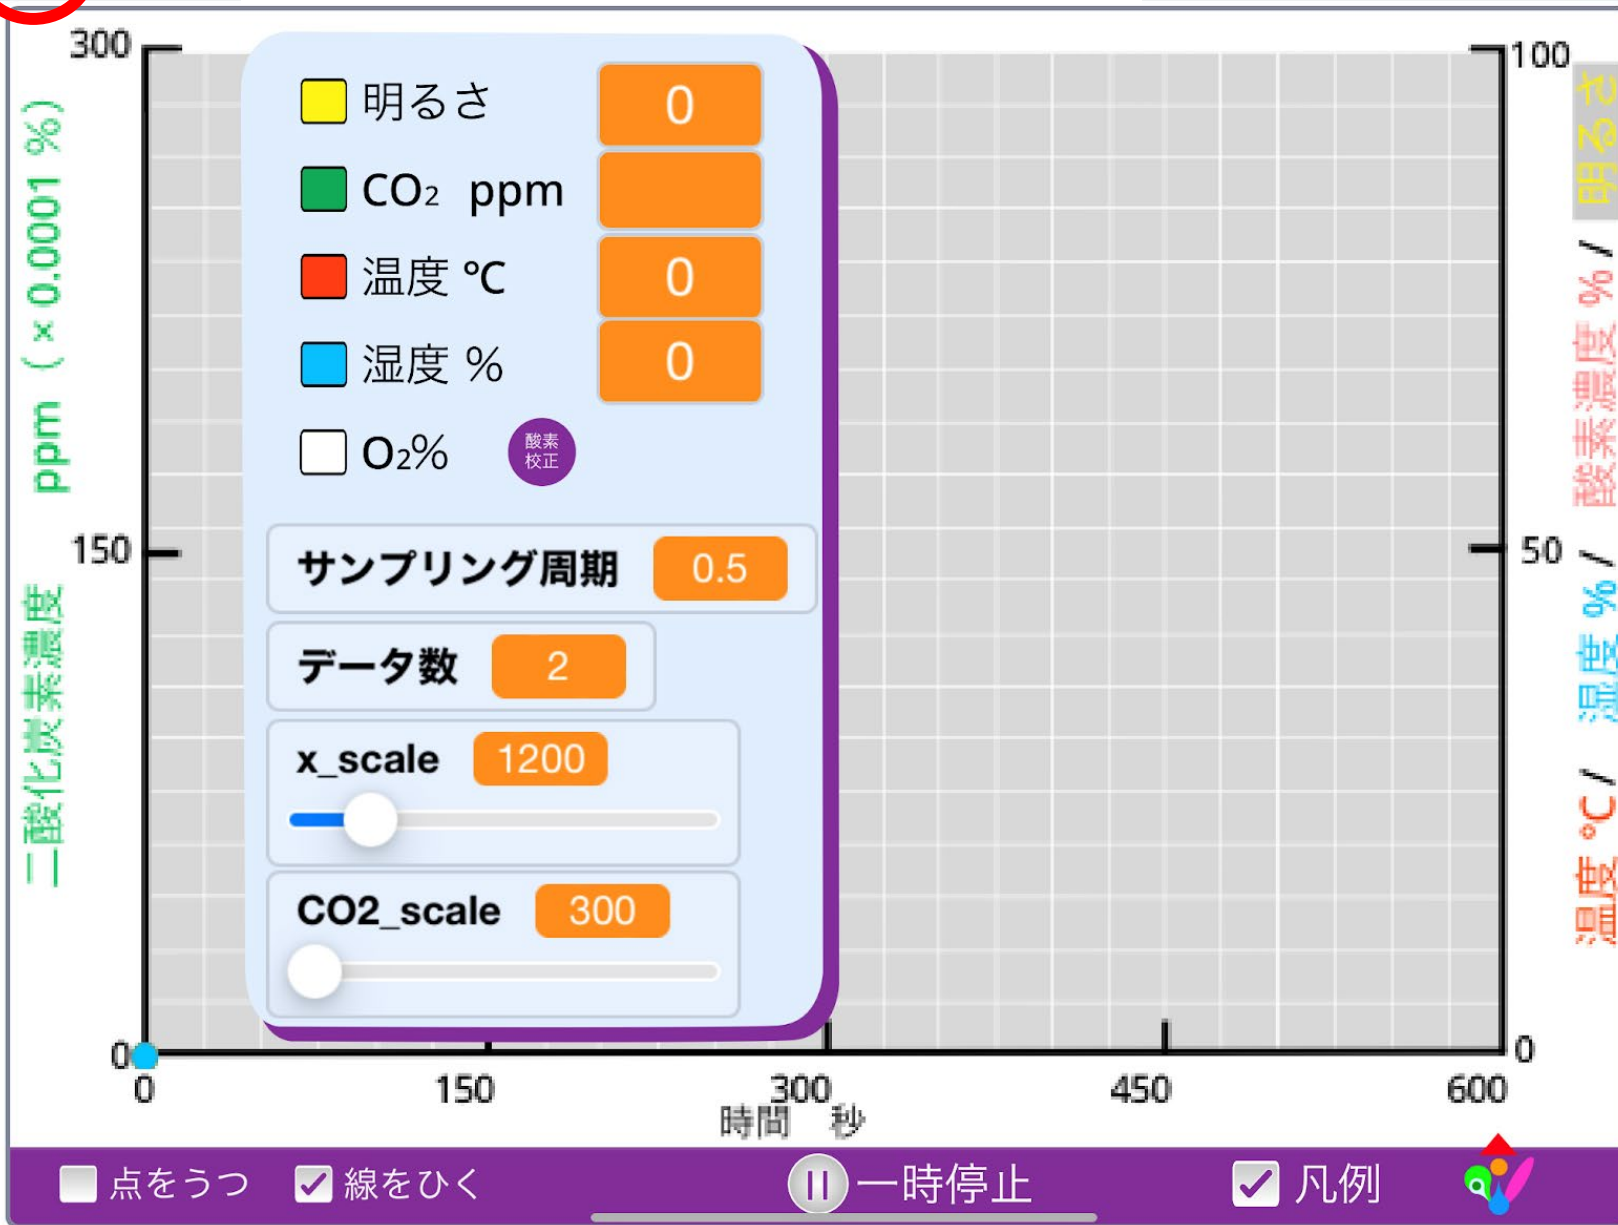 300
100
明るさ 0
CO₂ ppm
温度 ℃ 0
湿度 % 0
O₂%
酸素
校正
二酸化炭素濃度 ppm (× 0.0001 %)
温度 ℃ / 湿度 % / 酸素濃度 % / 明るさ
150
50
サンプリング周期 0.5
データ数 2
x_scale 1200
CO2_scale 300
0
0
0 150 300 450 600
時間 秒
点をうつ 線をひく 一時停止 凡例